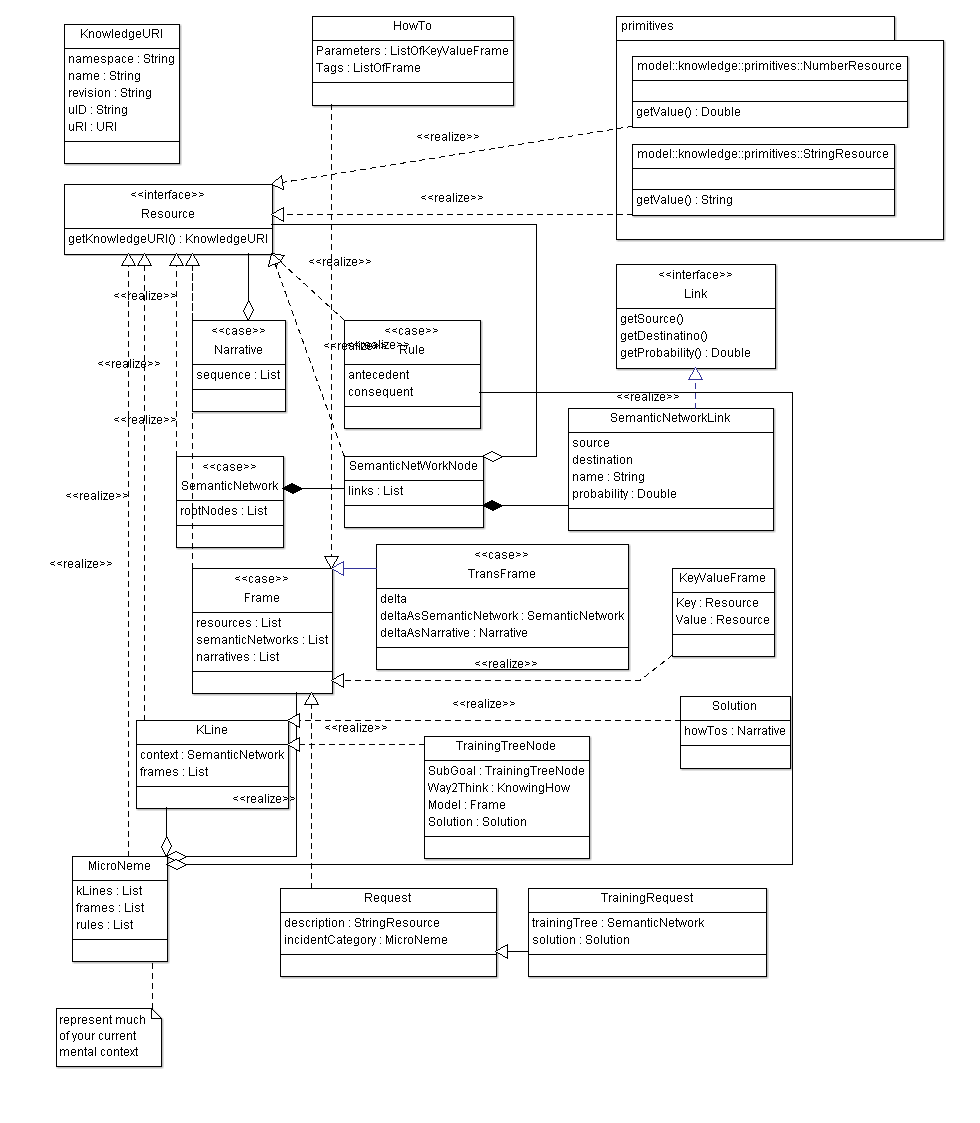 KnowledgeURI
namespace : String
name : String
revision : String
uID : String
uRI : URI
HowTo
Parameters : ListOfKeyValueFrame
Tags : ListOfFrame
primitives
model::knowledge::primitives::NumberResource
getValue() : Double
model::knowledge::primitives::StringResource
getValue() : String
<<realize>>
<<realize>>
<<interface>>
Resource
getKnowledgeURI() : KnowledgeURI
<<realize>>
<<realize>>
<<realize>>
<<realize>>
<<realize>>
<<realize>>
<<interface>>
Link
getSource()
getDestinatino()
getProbability() : Double
<<realize>>
<<case>>
Narrative
sequence : List
<<case>>
Rule
<<realize>>
<<realize>>
antecedent
consequent
SemanticNetworkLink
source
destination
name : String
probability : Double
<<case>>
SemanticNetwork
rootNodes : List
SemanticNetWorkNode
links : List
<<case>>
Frame
resources : List
semanticNetworks : List
narratives : List
<<case>>
TransFrame
delta
deltaAsSemanticNetwork : SemanticNetwork
deltaAsNarrative : Narrative
<<realize>>
KeyValueFrame
Key : Resource
Value : Resource
<<realize>>
Solution
howTos : Narrative
KLine
context : SemanticNetwork
frames : List
<<realize>>
<<realize>>
TrainingTreeNode
SubGoal : TrainingTreeNode
Way2Think : KnowingHow
Model : Frame
Solution : Solution
MicroNeme
kLines : List
frames : List
rules : List
Request
description : StringResource
incidentCategory : MicroNeme
TrainingRequest
trainingTree : SemanticNetwork
solution : Solution
represent much
of your current
mental context